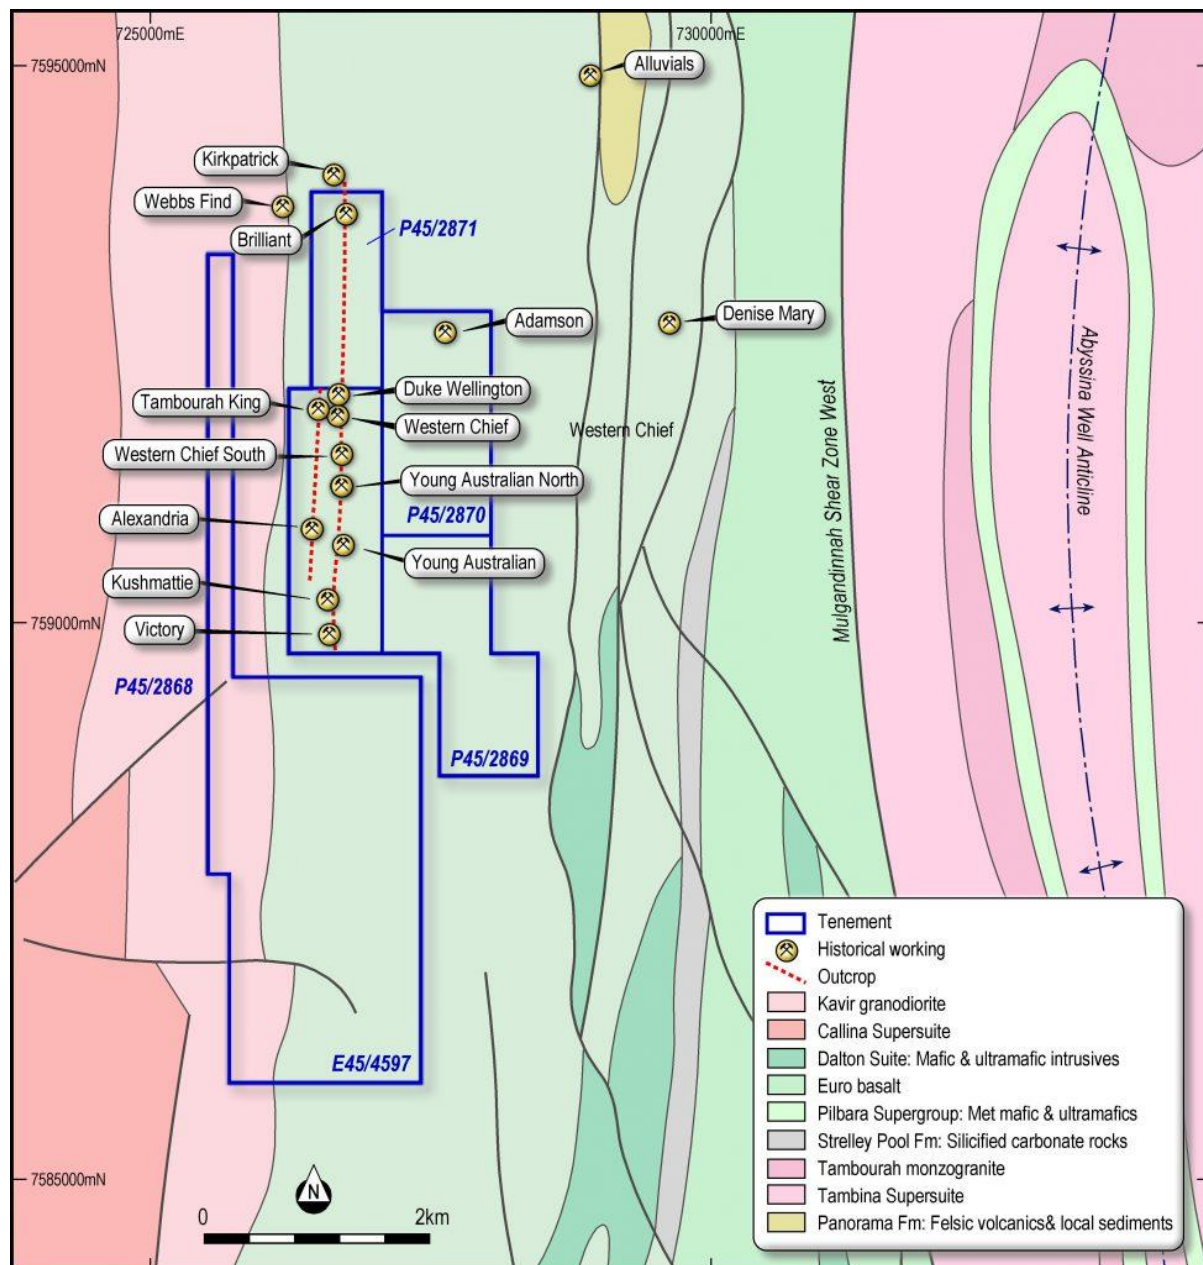 725000mE
730000mE
7595000mN
Alluvials
Kirkpatrick
Webbs Find
Brilliant
P45/2871
Adamson
Denise Mary
Abyssina Well Anticline
Mulgandinnah Shear Zone West
Duke Wellington
Tambourah King
Western Chief
Western Chief
Western Chief South
Young Australian North
P45/2870
Alexandria
Young Australian
Kushmattie
759000mN
Victory
P45/2868
P45/2869
E45/4597
7585000mN
N
0 2km
Tenement
Historical working
Outcrop
Kavir granodiorite
Callina Supersuite
Dalton Suite: Mafic & ultramafic intrusives
Euro basalt
Pilbara Supergroup: Met mafic & ultramafics
Strelley Pool Fm: Silicified carbonate rocks
Tambourah monzogranite
Tambina Supersuite
Panorama Fm: Felsic volcanics& local sediments